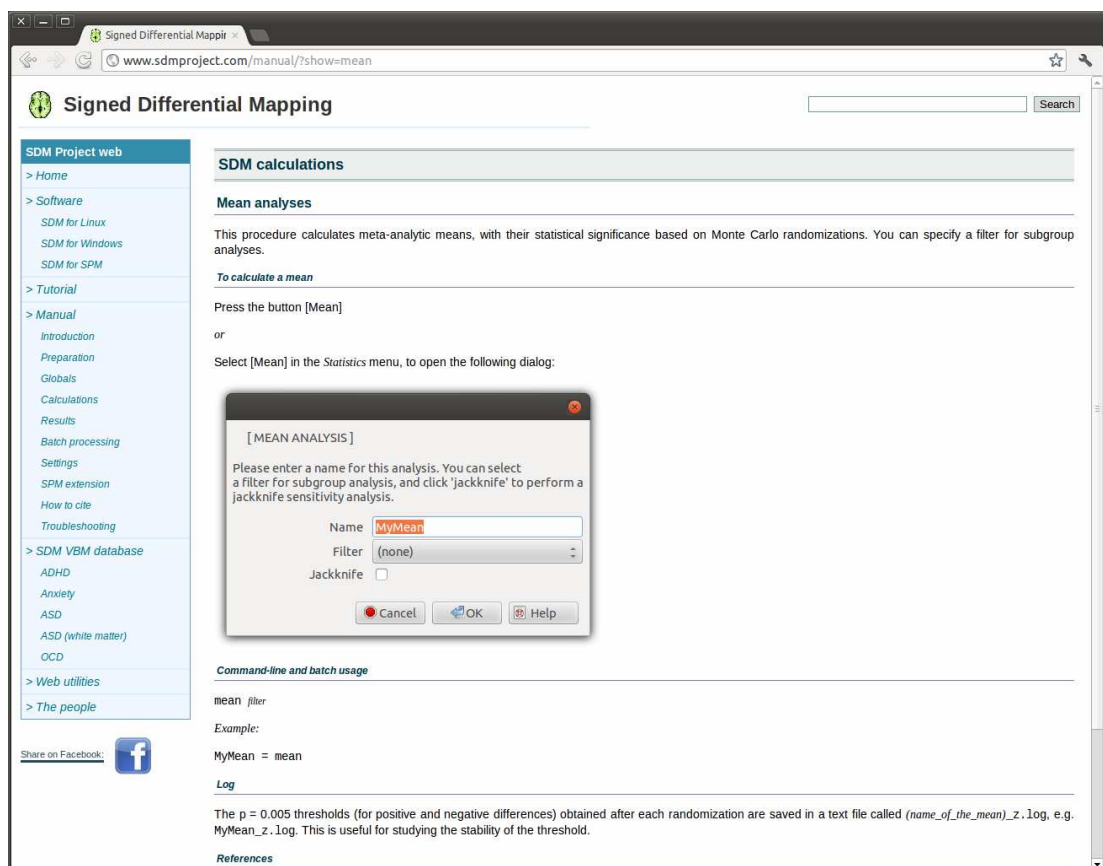 Signed Differential Mappir
www.sdmproject.com/manual/?show=mean
Signed Differential Mapping
Search
SDM Project web
> Home
> Software
SDM for Linux
SDM for Windows
SDM for SPM
> Tutorial
> Manual
Introduction
Preparation
Globals
Calculations
Results
Batch processing
Settings
SPM extension
How to cite
Troubleshooting
> SDM VBM database
ADHD
Anxiety
ASD
ASD (white matter)
OCD
> Web utilities
> The people
Share on Facebook:
SDM calculations
Mean analyses
This procedure calculates meta-analytic means, with their statistical significance based on Monte Carlo randomizations. You can specify a filter for subgroup
analyses.
To calculate a mean
Press the button [Mean]
or
Select [Mean] in the Statistics menu, to open the following dialog:
[ MEAN ANALYSIS ]
Please enter a name for this analysis. You can select
a filter for subgroup analysis, and click 'jackknife' to perform a
jackknife sensitivity analysis.
Name MyMean
Filter (none)
Jackknife
Cancel OK Help
Command-line and batch usage
mean filter
Example:
MyMean = mean
Log
The p = 0.005 thresholds (for positive and negative differences) obtained after each randomization are saved in a text file called (name_of_the_mean)_z.log, e.g.
MyMean_z.log. This is useful for studying the stability of the threshold.
References